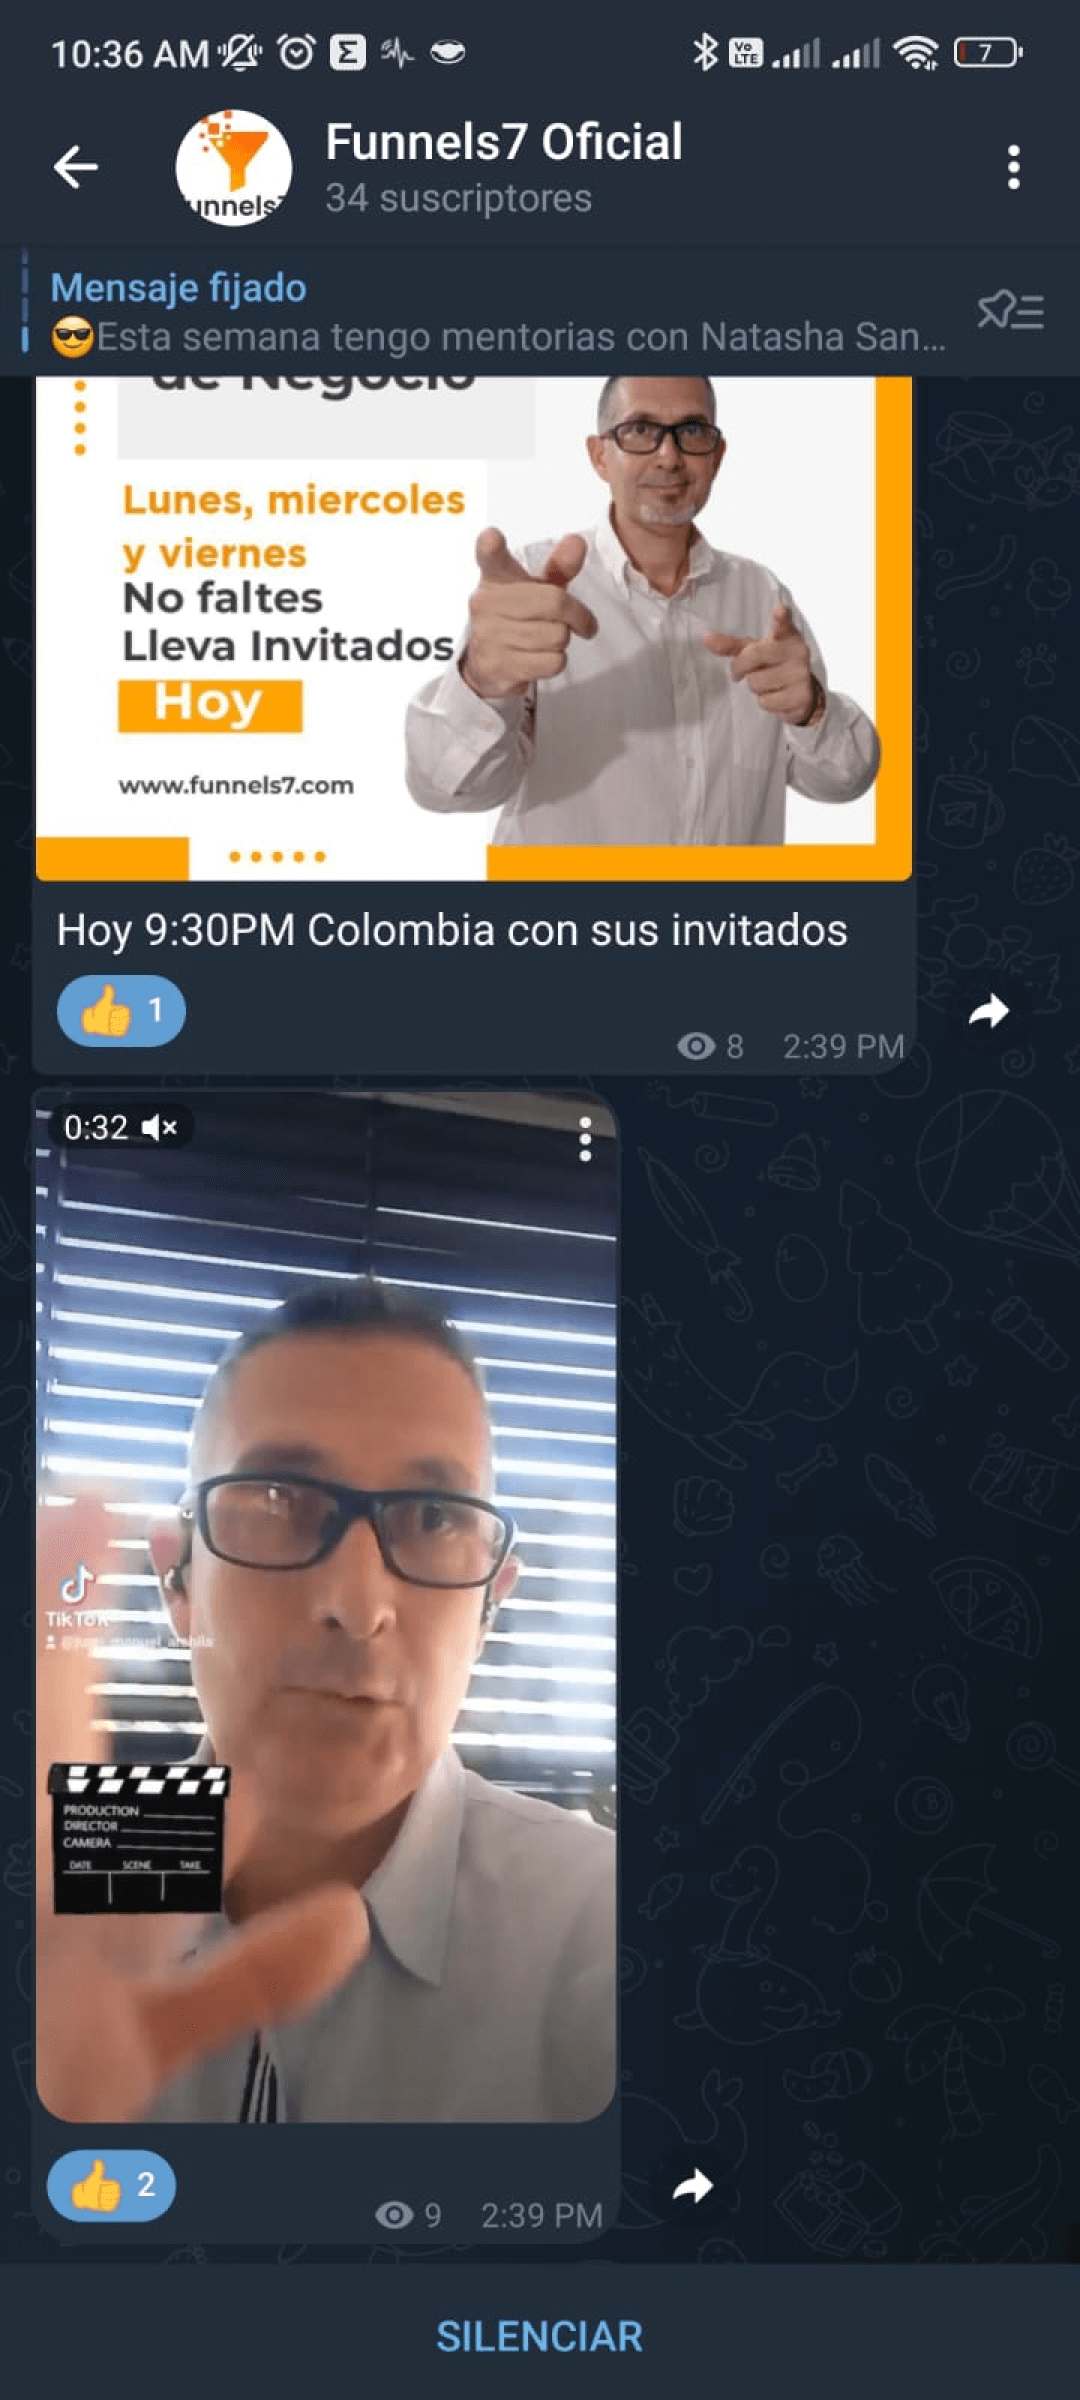 10:36 AM
Vo LTE
7
Funnels7 Oficial
unnels7
34 suscriptores
Mensaje fijado
😎Esta semana tengo mentorias con Natasha San...
de Negocio
Lunes, miercoles
y viernes
No faltes
Lleva Invitados
Hoy
www.funnels7.com
Hoy 9:30PM Colombia con sus invitados
👍 1
8 2:39 PM
0:32
TikTok
PRODUCTION
DIRECTOR
CAMERA
DATE SCENE TAKE
👍 2
9 2:39 PM
SILENCIAR